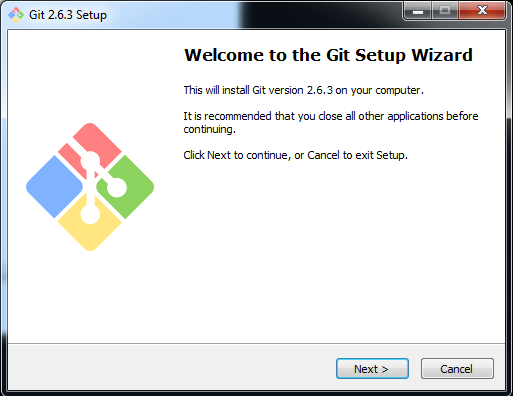 Git 2.6.3 Setup
Welcome to the Git Setup Wizard
This will install Git version 2.6.3 on your computer.
It is recommended that you close all other applications before
continuing.
Click Next to continue, or Cancel to exit Setup.
Next >
Cancel